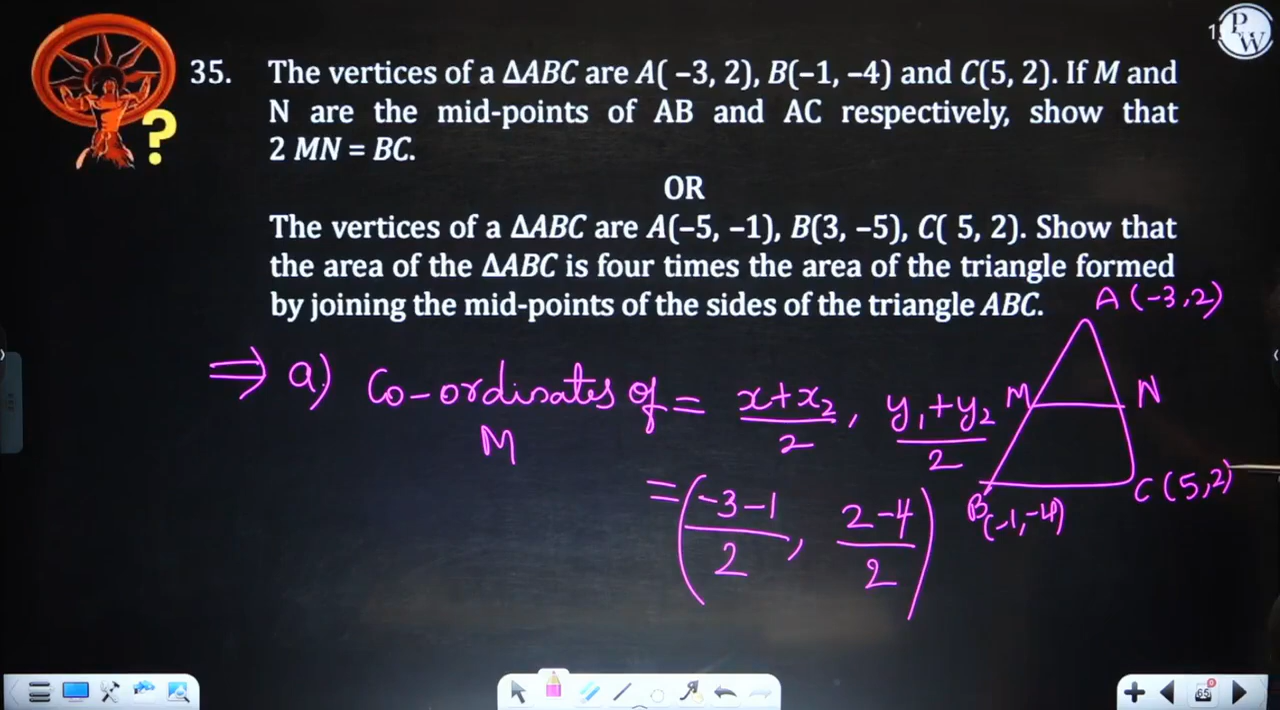 PW
35. The vertices of a ΔABC are A( −3, 2), B(−1, −4) and C(5, 2). If M and
N are the mid-points of AB and AC respectively, show that
2 MN = BC.
OR
The vertices of a ΔABC are A(−5, −1), B(3, −5), C( 5, 2). Show that
the area of the ΔABC is four times the area of the triangle formed
by joining the mid-points of the sides of the triangle ABC.
?
A (-3,2)
⇒ a) Co-ordinates of M = x+x₂/2, y₁+y₂/2
M N
= (-3-1/2, 2-4/2)
B (-1,-4) C (5,2)
65